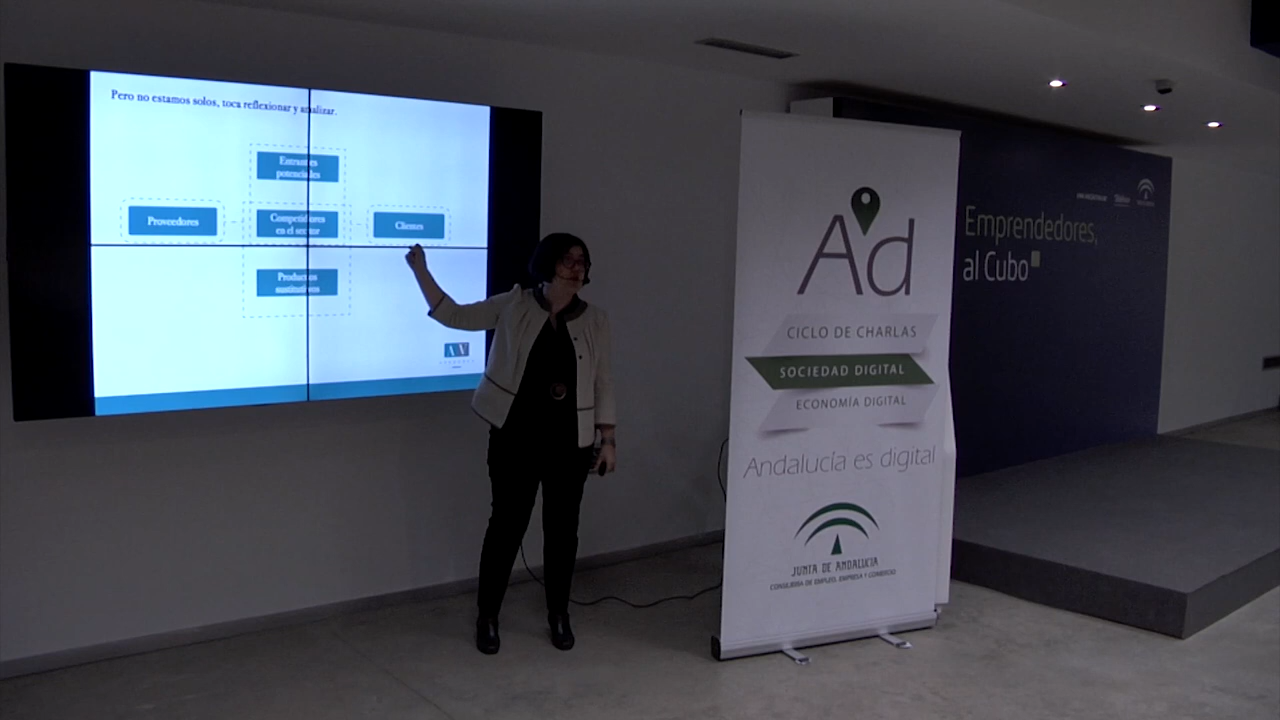 Pero no estamos solos, toca reflexionar y analizar.
Entrantes
potenciales
Proveedores
Competidores
en el sector
Clientes
Productos
sustitutivos
AN
A'd
CICLO DE CHARLAS
SOCIEDAD DIGITAL
ECONOMÍA DIGITAL
Andalucía es digital
JUNTA DE ANDALUCIA
CONSEJERÍA DE EMPLEO, EMPRESA Y COMERCIO
Emprendedores,
al Cubo